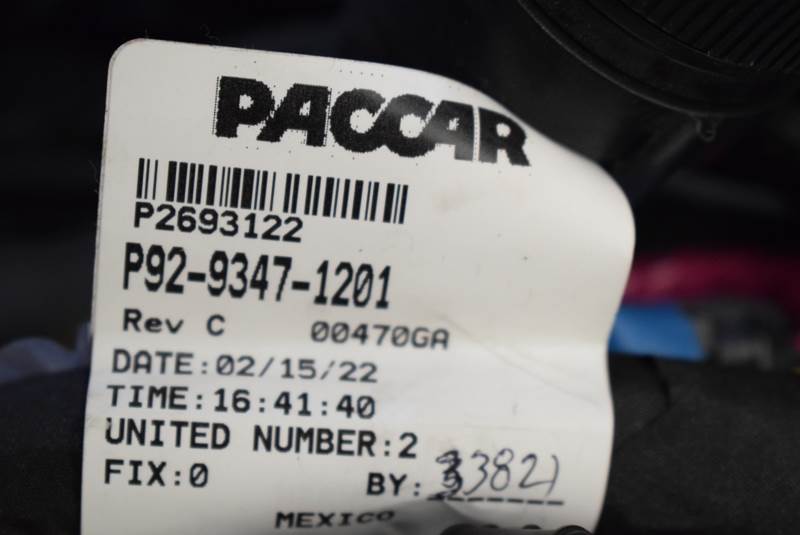 PACCAR
P2693122
P92-9347-1201
Rev C 00470GA
DATE:02/15/22
TIME:16:41:40
UNITED NUMBER:2
FIX:0 BY: 33821
MEXICO